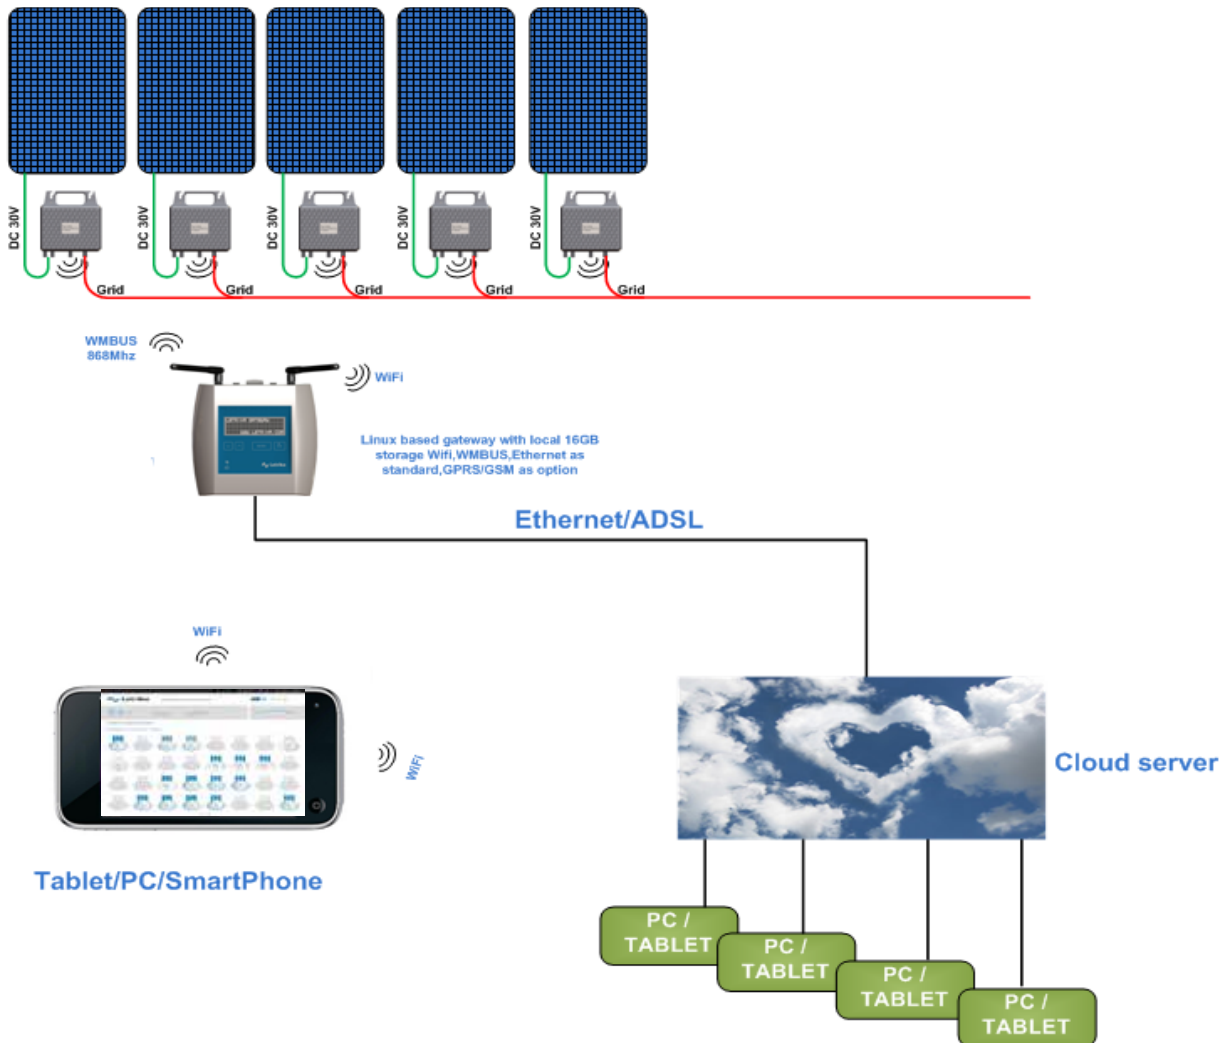 DC 30V
DC 30V
DC 30V
DC 30V
DC 30V
Grid
Grid
Grid
Grid
Grid
WMBUS
868Mhz
WiFi
Linux based gateway with local 16GB
storage Wifi,WMBUS,Ethernet as
standard,GPRS/GSM as option
Ethernet/ADSL
WiFi
WiFi
Cloud server
Tablet/PC/SmartPhone
PC /
TABLET
PC /
TABLET
PC /
TABLET
PC /
TABLET